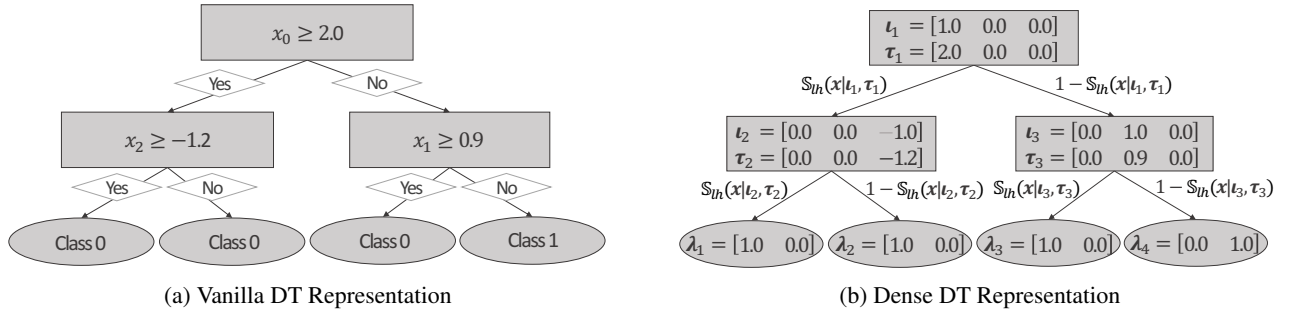 x₀ ≥ 2.0
Yes
No
x₂ ≥ −1.2
x₁ ≥ 0.9
Yes
No
Yes
No
Class 0
Class 0
Class 0
Class 1
(a) Vanilla DT Representation
ι₁ = [1.0 0.0 0.0]
τ₁ = [2.0 0.0 0.0]
𝕊lh(x|ι₁, τ₁)
1 − 𝕊lh(x|ι₁, τ₁)
ι₂ = [0.0 0.0 −1.0]
τ₂ = [0.0 0.0 −1.2]
ι₃ = [0.0 1.0 0.0]
τ₃ = [0.0 0.9 0.0]
𝕊lh(x|ι₂, τ₂)
1 − 𝕊lh(x|ι₂, τ₂)
𝕊lh(x|ι₃, τ₃)
1 − 𝕊lh(x|ι₃, τ₃)
λ₁ = [1.0 0.0]
λ₂ = [1.0 0.0]
λ₃ = [1.0 0.0]
λ₄ = [0.0 1.0]
(b) Dense DT Representation